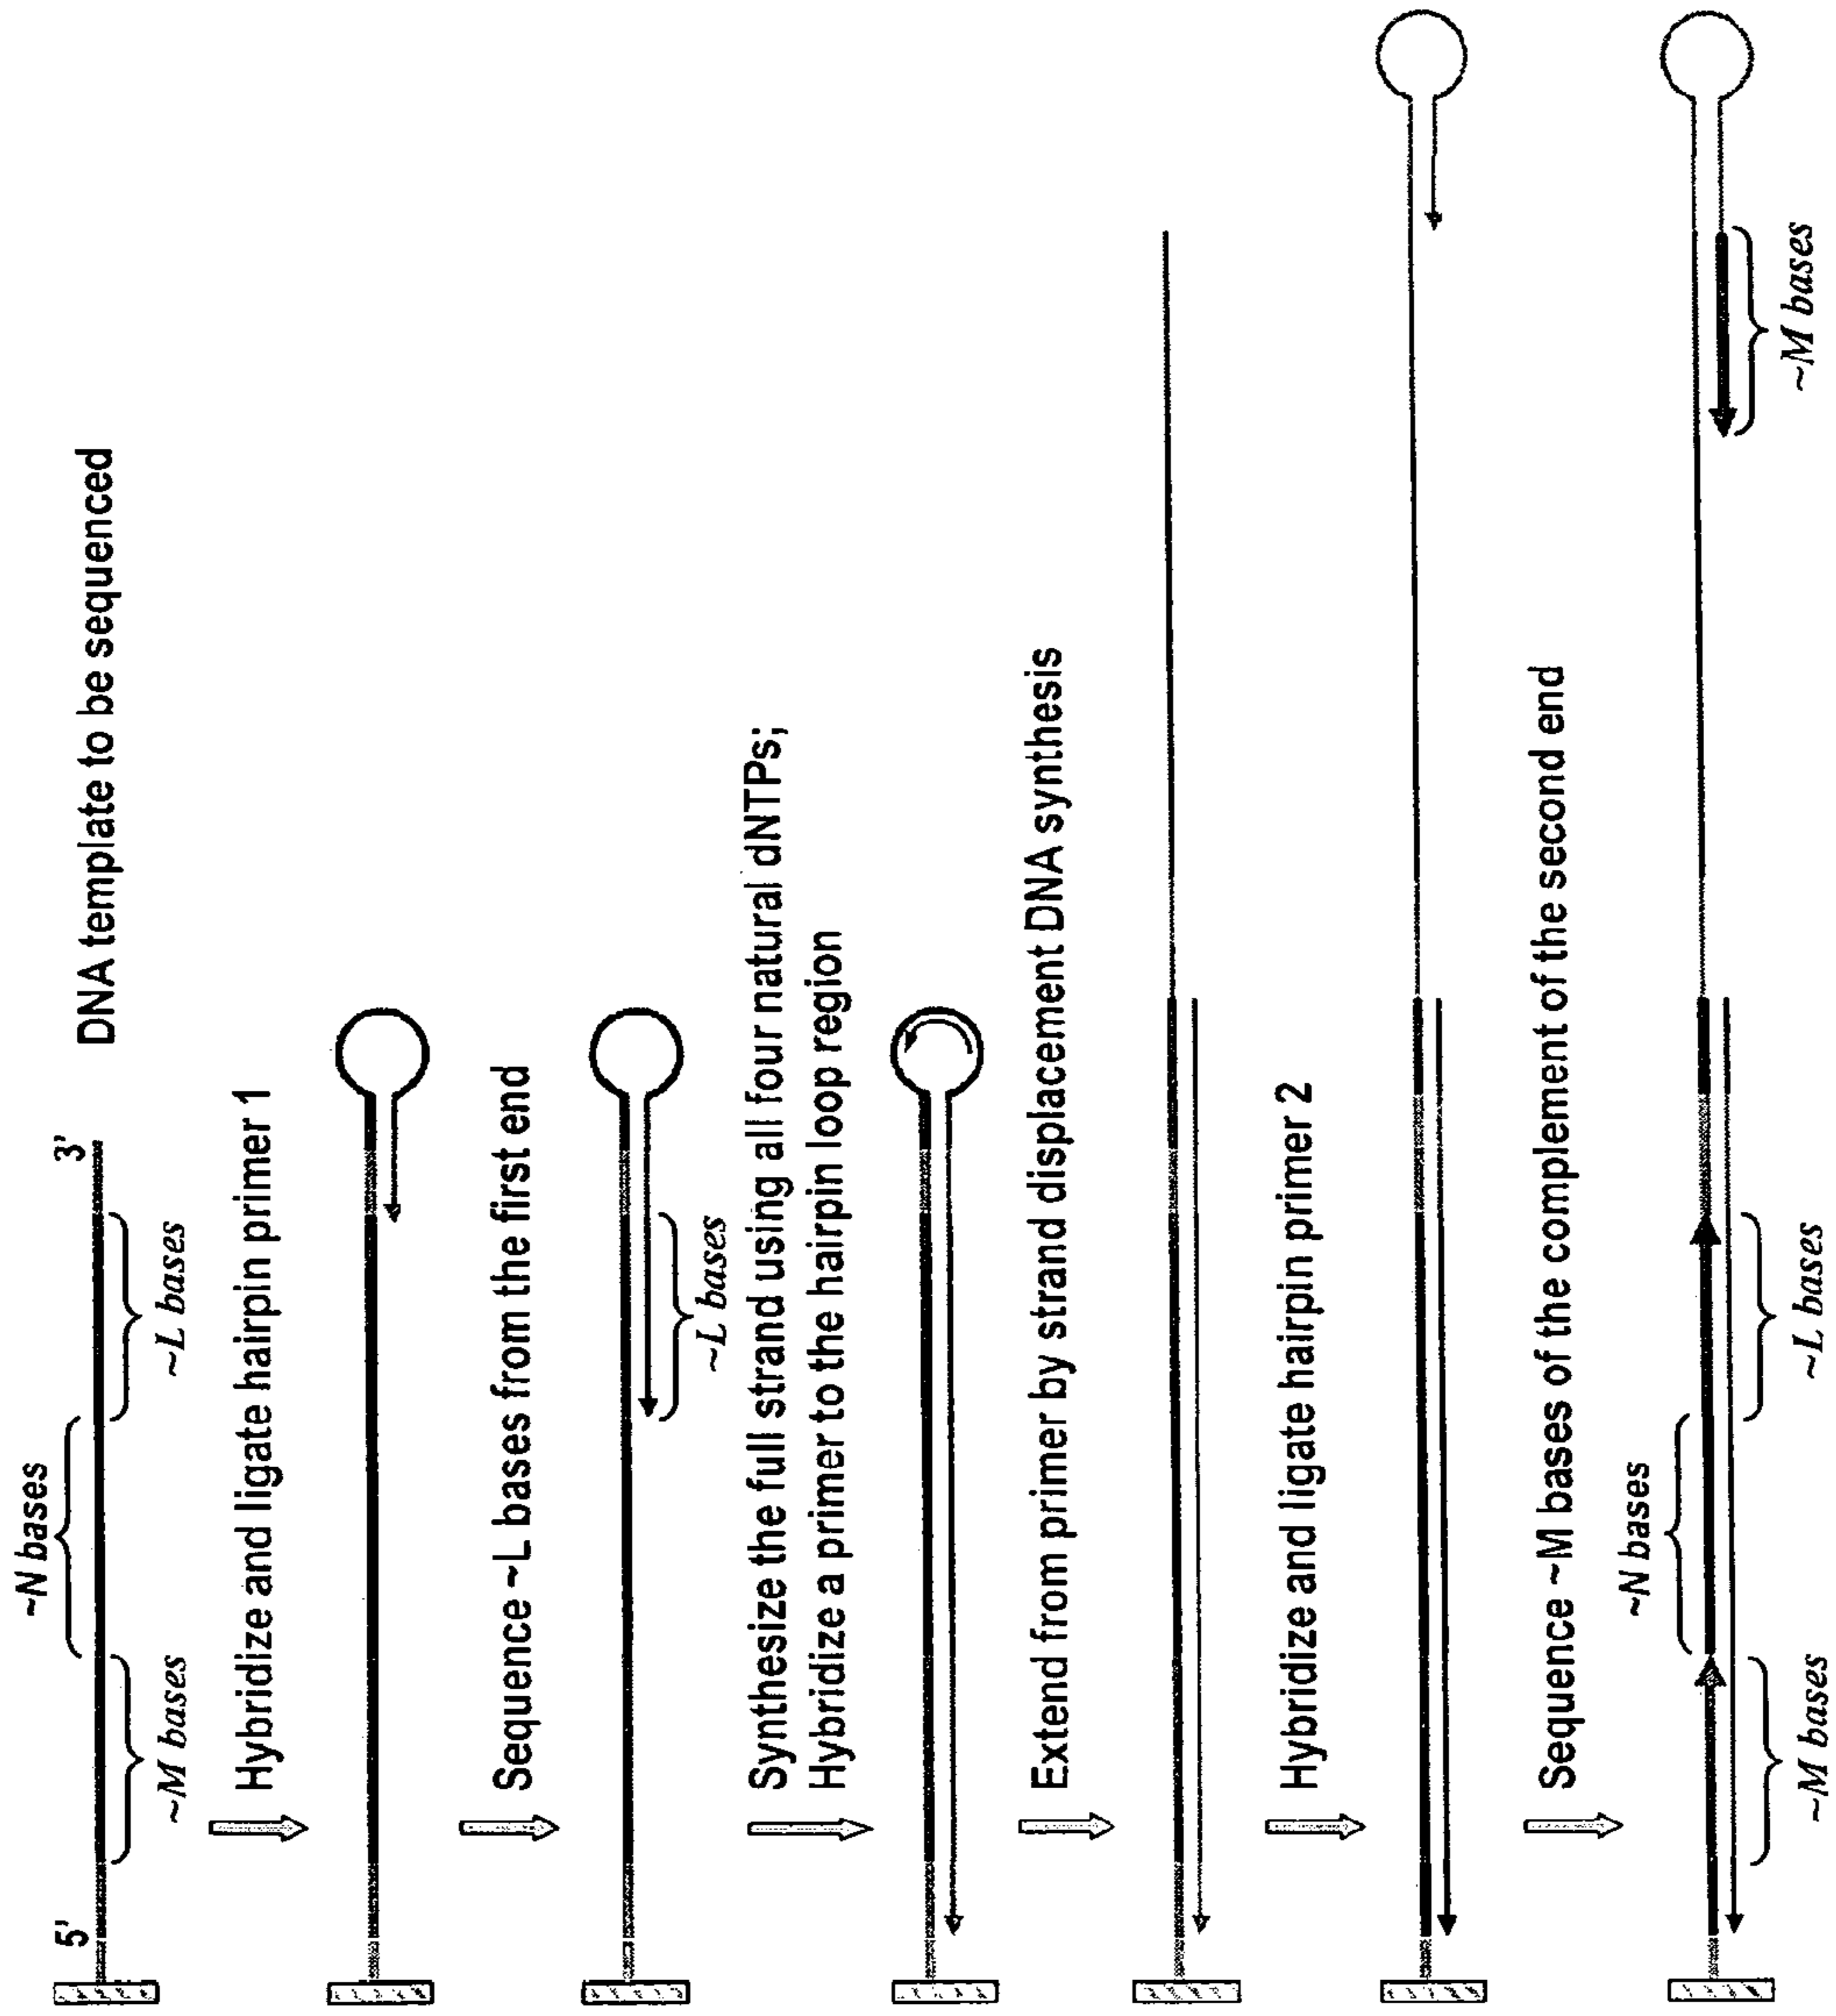 5'
3'
DNA template to be sequenced
~N bases
~M bases
~L bases
Hybridize and ligate hairpin primer 1
Sequence ~L bases from the first end
~L bases
Synthesize the full strand using all four natural dNTPs;
Hybridize a primer to the hairpin loop region
Extend from primer by strand displacement DNA synthesis
Hybridize and ligate hairpin primer 2
Sequence ~M bases of the complement of the second end
~N bases
~M bases
~L bases
~M bases